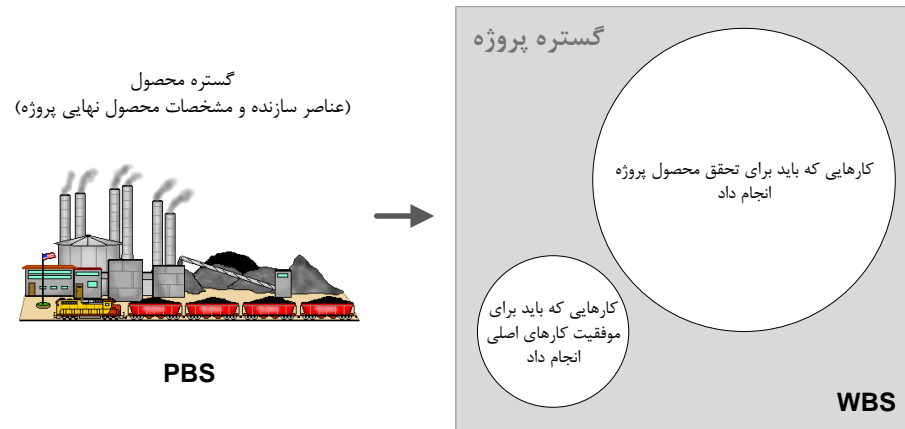 گستره محصول
(عناصر سازنده و مشخصات محصول نهایی پروژه)
PBS
گستره پروژه
کارهایی که باید برای تحقق محصول پروژه
انجام داد
کارهایی که باید برای
موفقیت کارهای اصلی
انجام داد
WBS